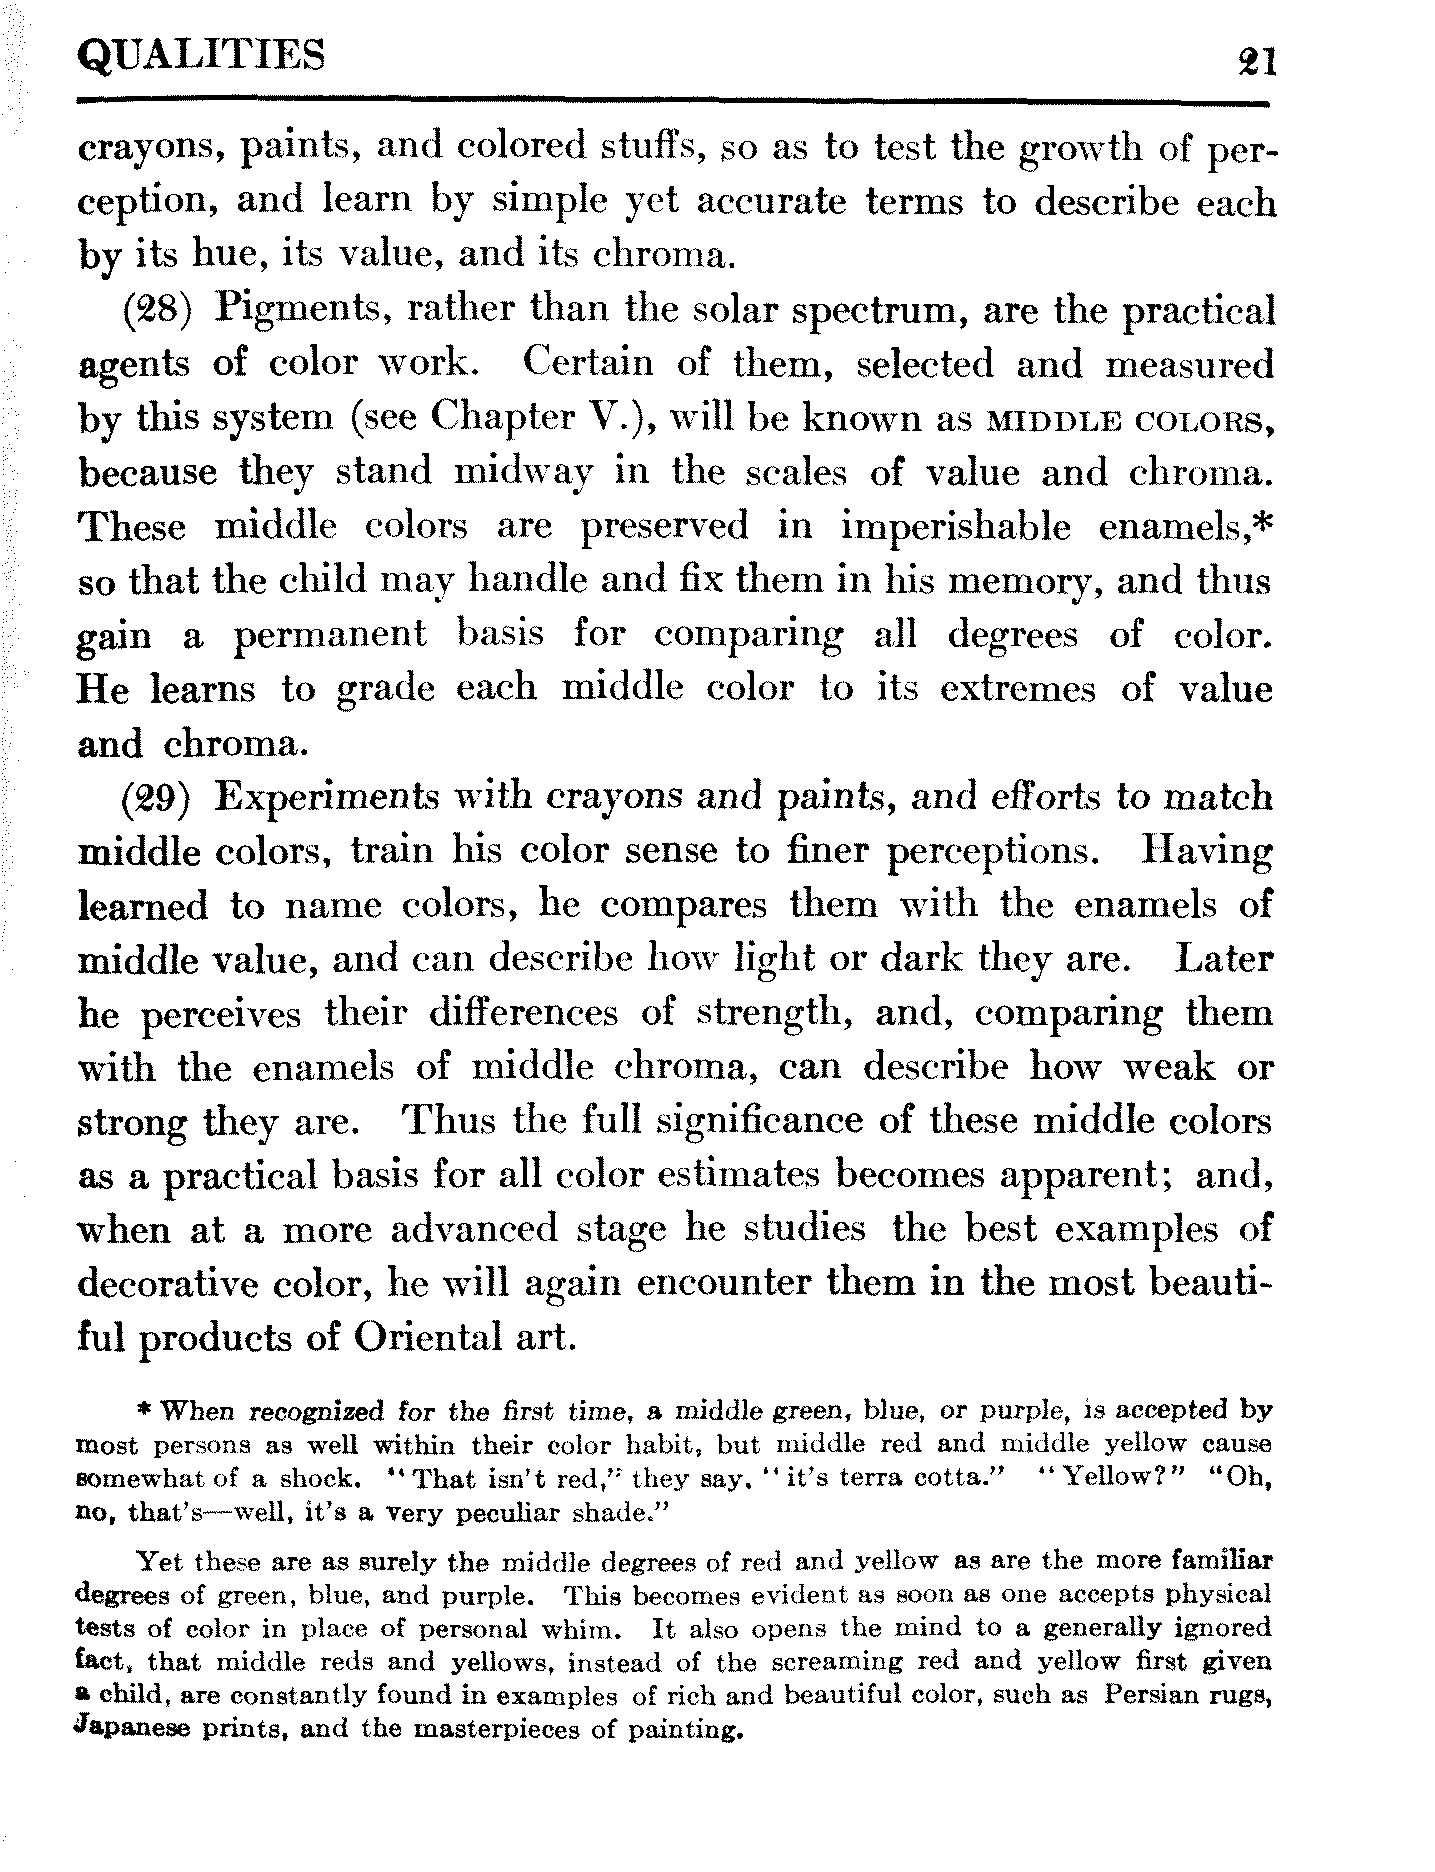 QUALITIES 21
crayons, paints, and colored stuffs, so as to test the growth of per-
ception, and learn by simple yet accurate terms to describe each
by its hue, its value, and its chroma.
(28) Pigments, rather than the solar spectrum, are the practical
agents of color work. Certain of them, selected and measured
by this system (see Chapter V.), will be known as MIDDLE COLORS,
because they stand midway in the scales of value and chroma.
These middle colors are preserved in imperishable enamels,*
so that the child may handle and fix them in his memory, and thus
gain a permanent basis for comparing all degrees of color.
He learns to grade each middle color to its extremes of value
and chroma.
(29) Experiments with crayons and paints, and efforts to match
middle colors, train his color sense to finer perceptions. Having
learned to name colors, he compares them with the enamels of
middle value, and can describe how light or dark they are. Later
he perceives their differences of strength, and, comparing them
with the enamels of middle chroma, can describe how weak or
strong they are. Thus the full significance of these middle colors
as a practical basis for all color estimates becomes apparent; and,
when at a more advanced stage he studies the best examples of
decorative color, he will again encounter them in the most beauti-
ful products of Oriental art.
* When recognized for the first time, a middle green, blue, or purple, is accepted by
most persons as well within their color habit, but middle red and middle yellow cause
somewhat of a shock. "That isn't red," they say, "it's terra cotta." "Yellow?" "Oh,
no, that's—well, it's a very peculiar shade."
Yet these are as surely the middle degrees of red and yellow as are the more familiar
degrees of green, blue, and purple. This becomes evident as soon as one accepts physical
tests of color in place of personal whim. It also opens the mind to a generally ignored
fact, that middle reds and yellows, instead of the screaming red and yellow first given
a child, are constantly found in examples of rich and beautiful color, such as Persian rugs,
Japanese prints, and the masterpieces of painting.